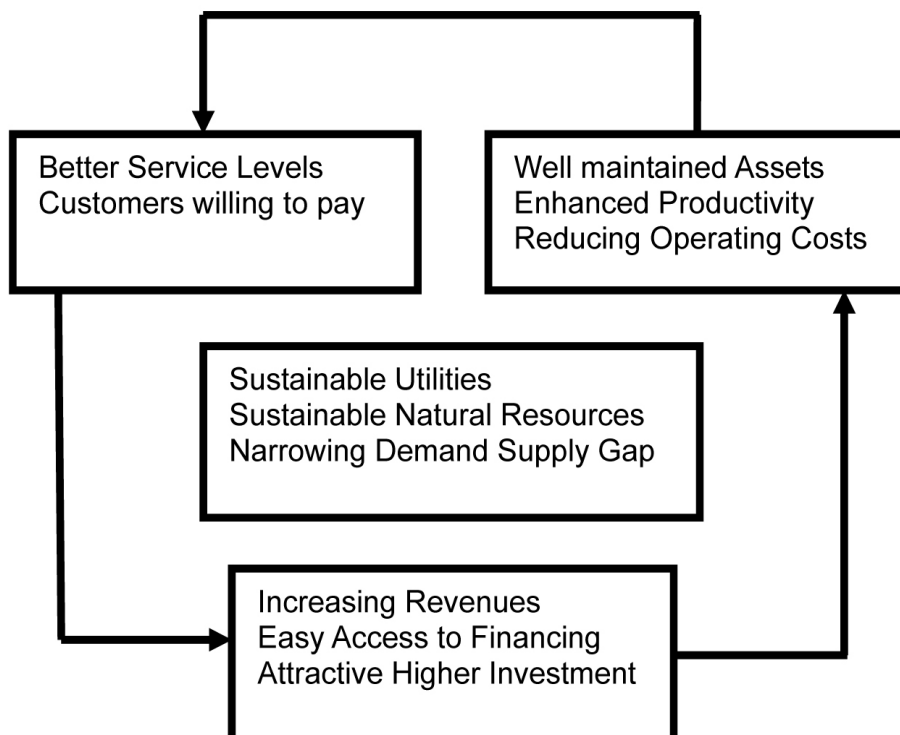 Better Service Levels
Customers willing to pay
Well maintained Assets
Enhanced Productivity
Reducing Operating Costs
Sustainable Utilities
Sustainable Natural Resources
Narrowing Demand Supply Gap
Increasing Revenues
Easy Access to Financing
Attractive Higher Investment